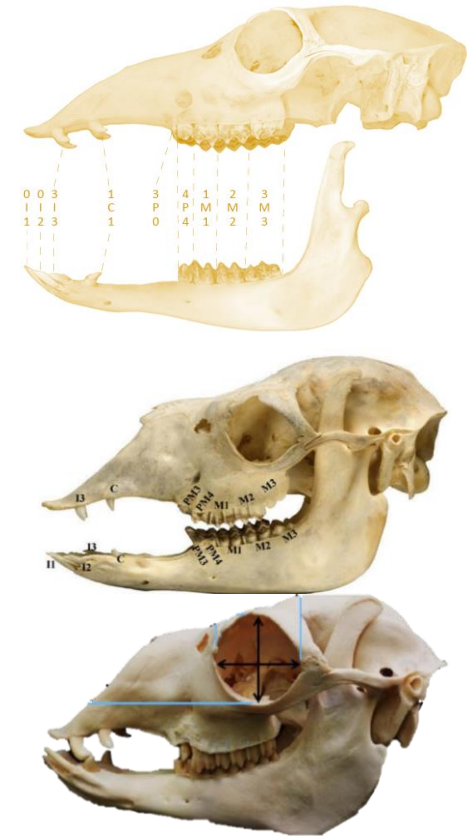 0 0 3 1 3 4 1 2 3
I I I C P P M M M
1 2 3 1 0 4 1 2 3
I3 C PM3 PM4 M1 M2 M3
I1 I2 I3 C PM3 PM4 M1 M2 M3